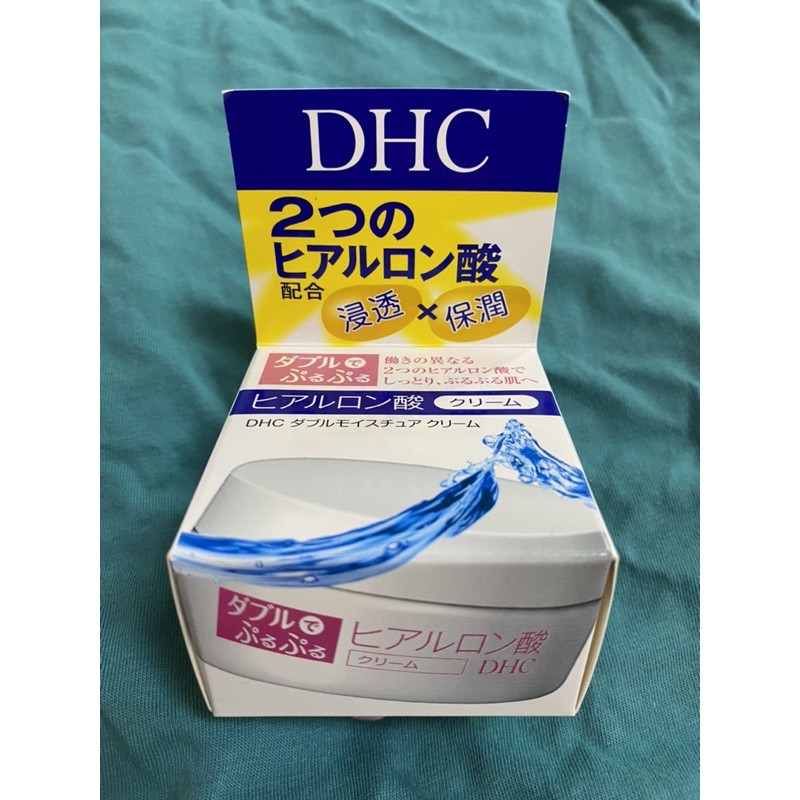 DHC
2つの
ヒアルロン酸
配合
浸透×保潤
ダブルで
ぷるぷる
働きの異なる
2つのヒアルロン酸で
しっとり、ぷるぷる肌へ
ヒアルロン酸 クリーム
DHC ダブルモイスチュア クリーム
ダブルで
ぷるぷる
ヒアルロン酸
クリーム DHC